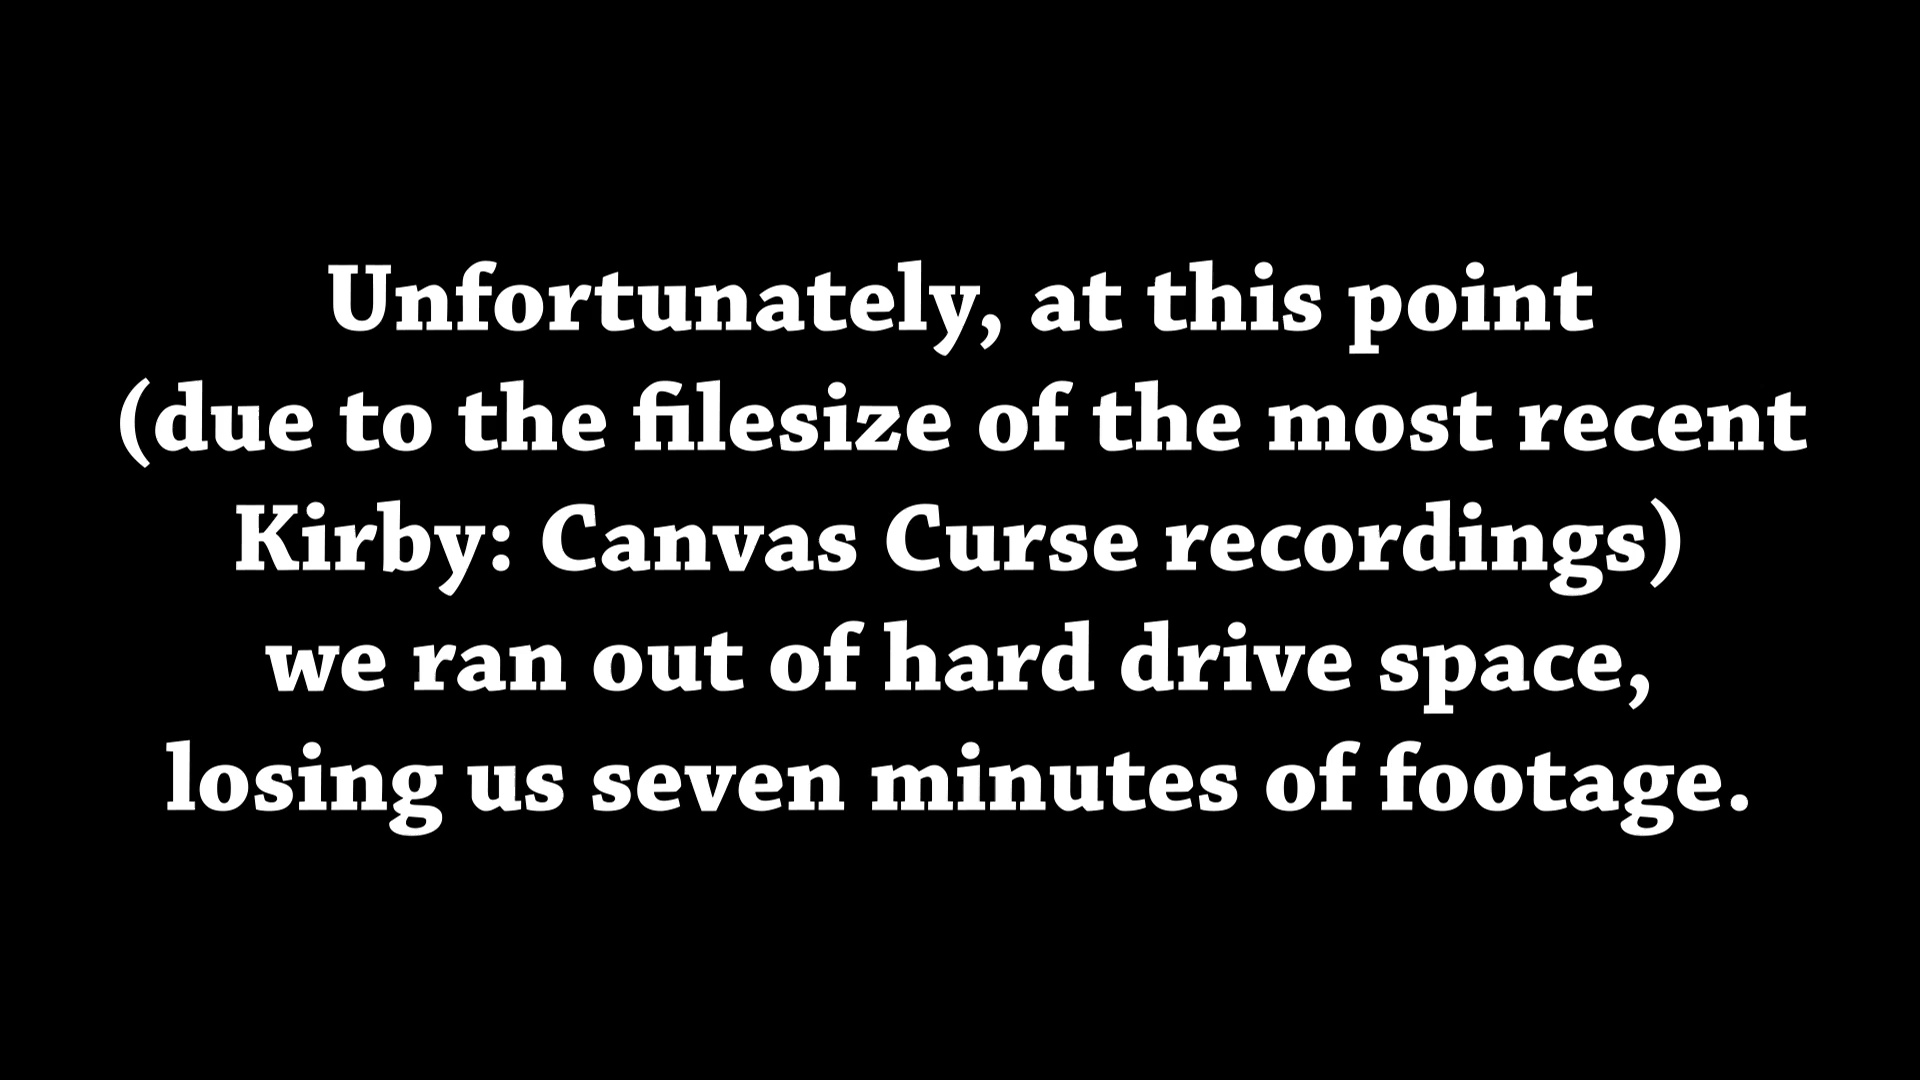 Unfortunately, at this point
(due to the filesize of the most recent
Kirby: Canvas Curse recordings)
we ran out of hard drive space,
losing us seven minutes of footage.